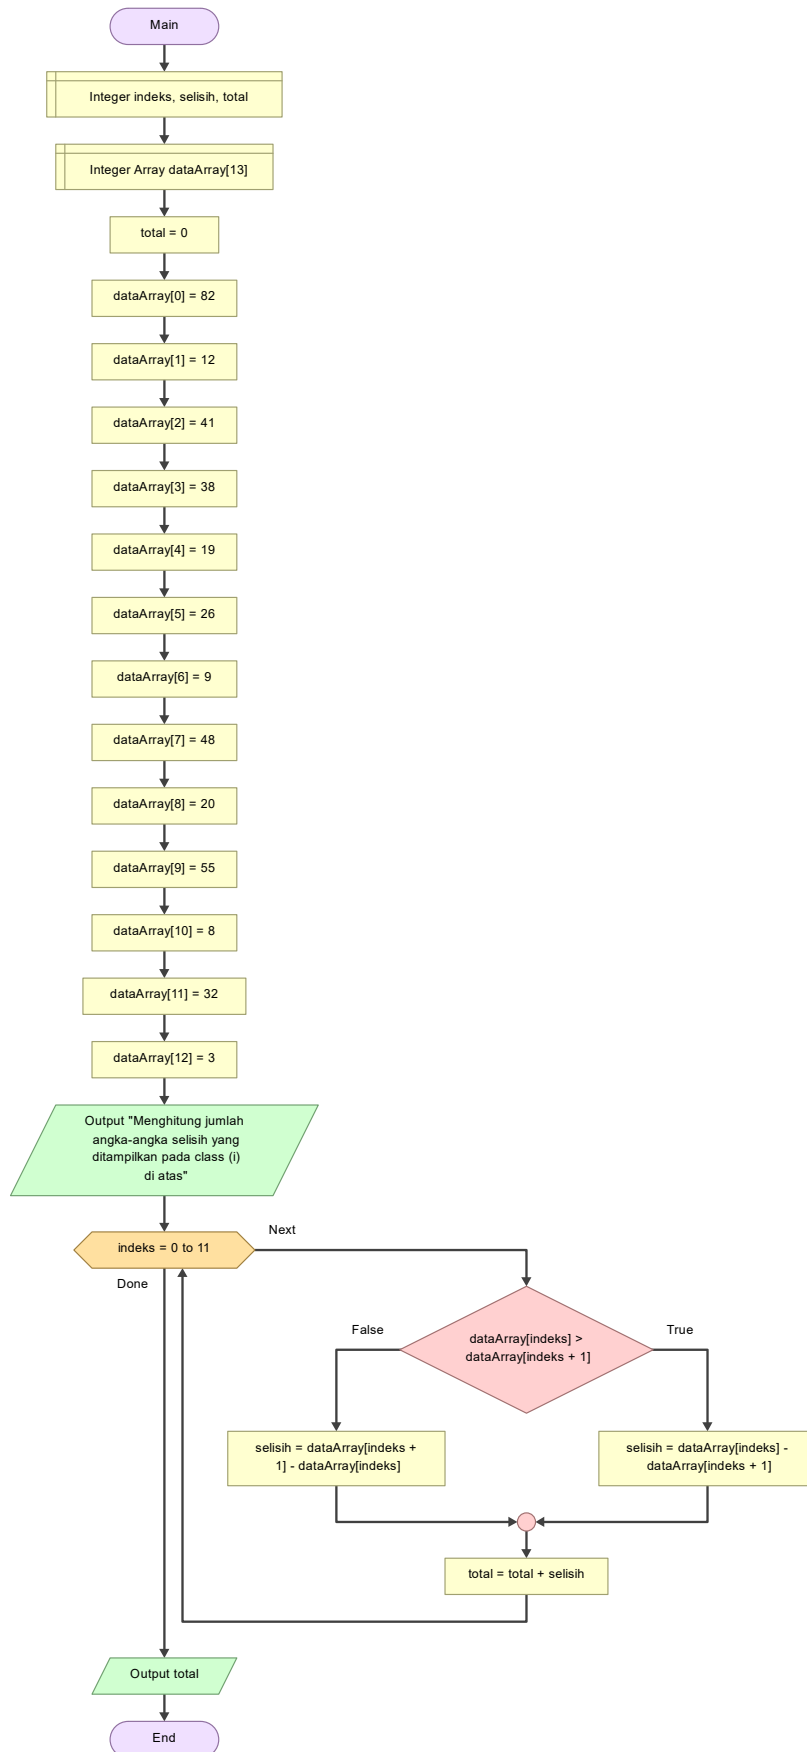 Main
Integer indeks, selisih, total
Integer Array dataArray[13]
total = 0
dataArray[0] = 82
dataArray[1] = 12
dataArray[2] = 41
dataArray[3] = 38
dataArray[4] = 19
dataArray[5] = 26
dataArray[6] = 9
dataArray[7] = 48
dataArray[8] = 20
dataArray[9] = 55
dataArray[10] = 8
dataArray[11] = 32
dataArray[12] = 3
Output "Menghitung jumlah
angka-angka selisih yang
ditampilkan pada class (i)
di atas"
indeks = 0 to 11
Next
Done
dataArray[indeks] >
dataArray[indeks + 1]
False
True
selisih = dataArray[indeks +
1] - dataArray[indeks]
selisih = dataArray[indeks] -
dataArray[indeks + 1]
total = total + selisih
Output total
End